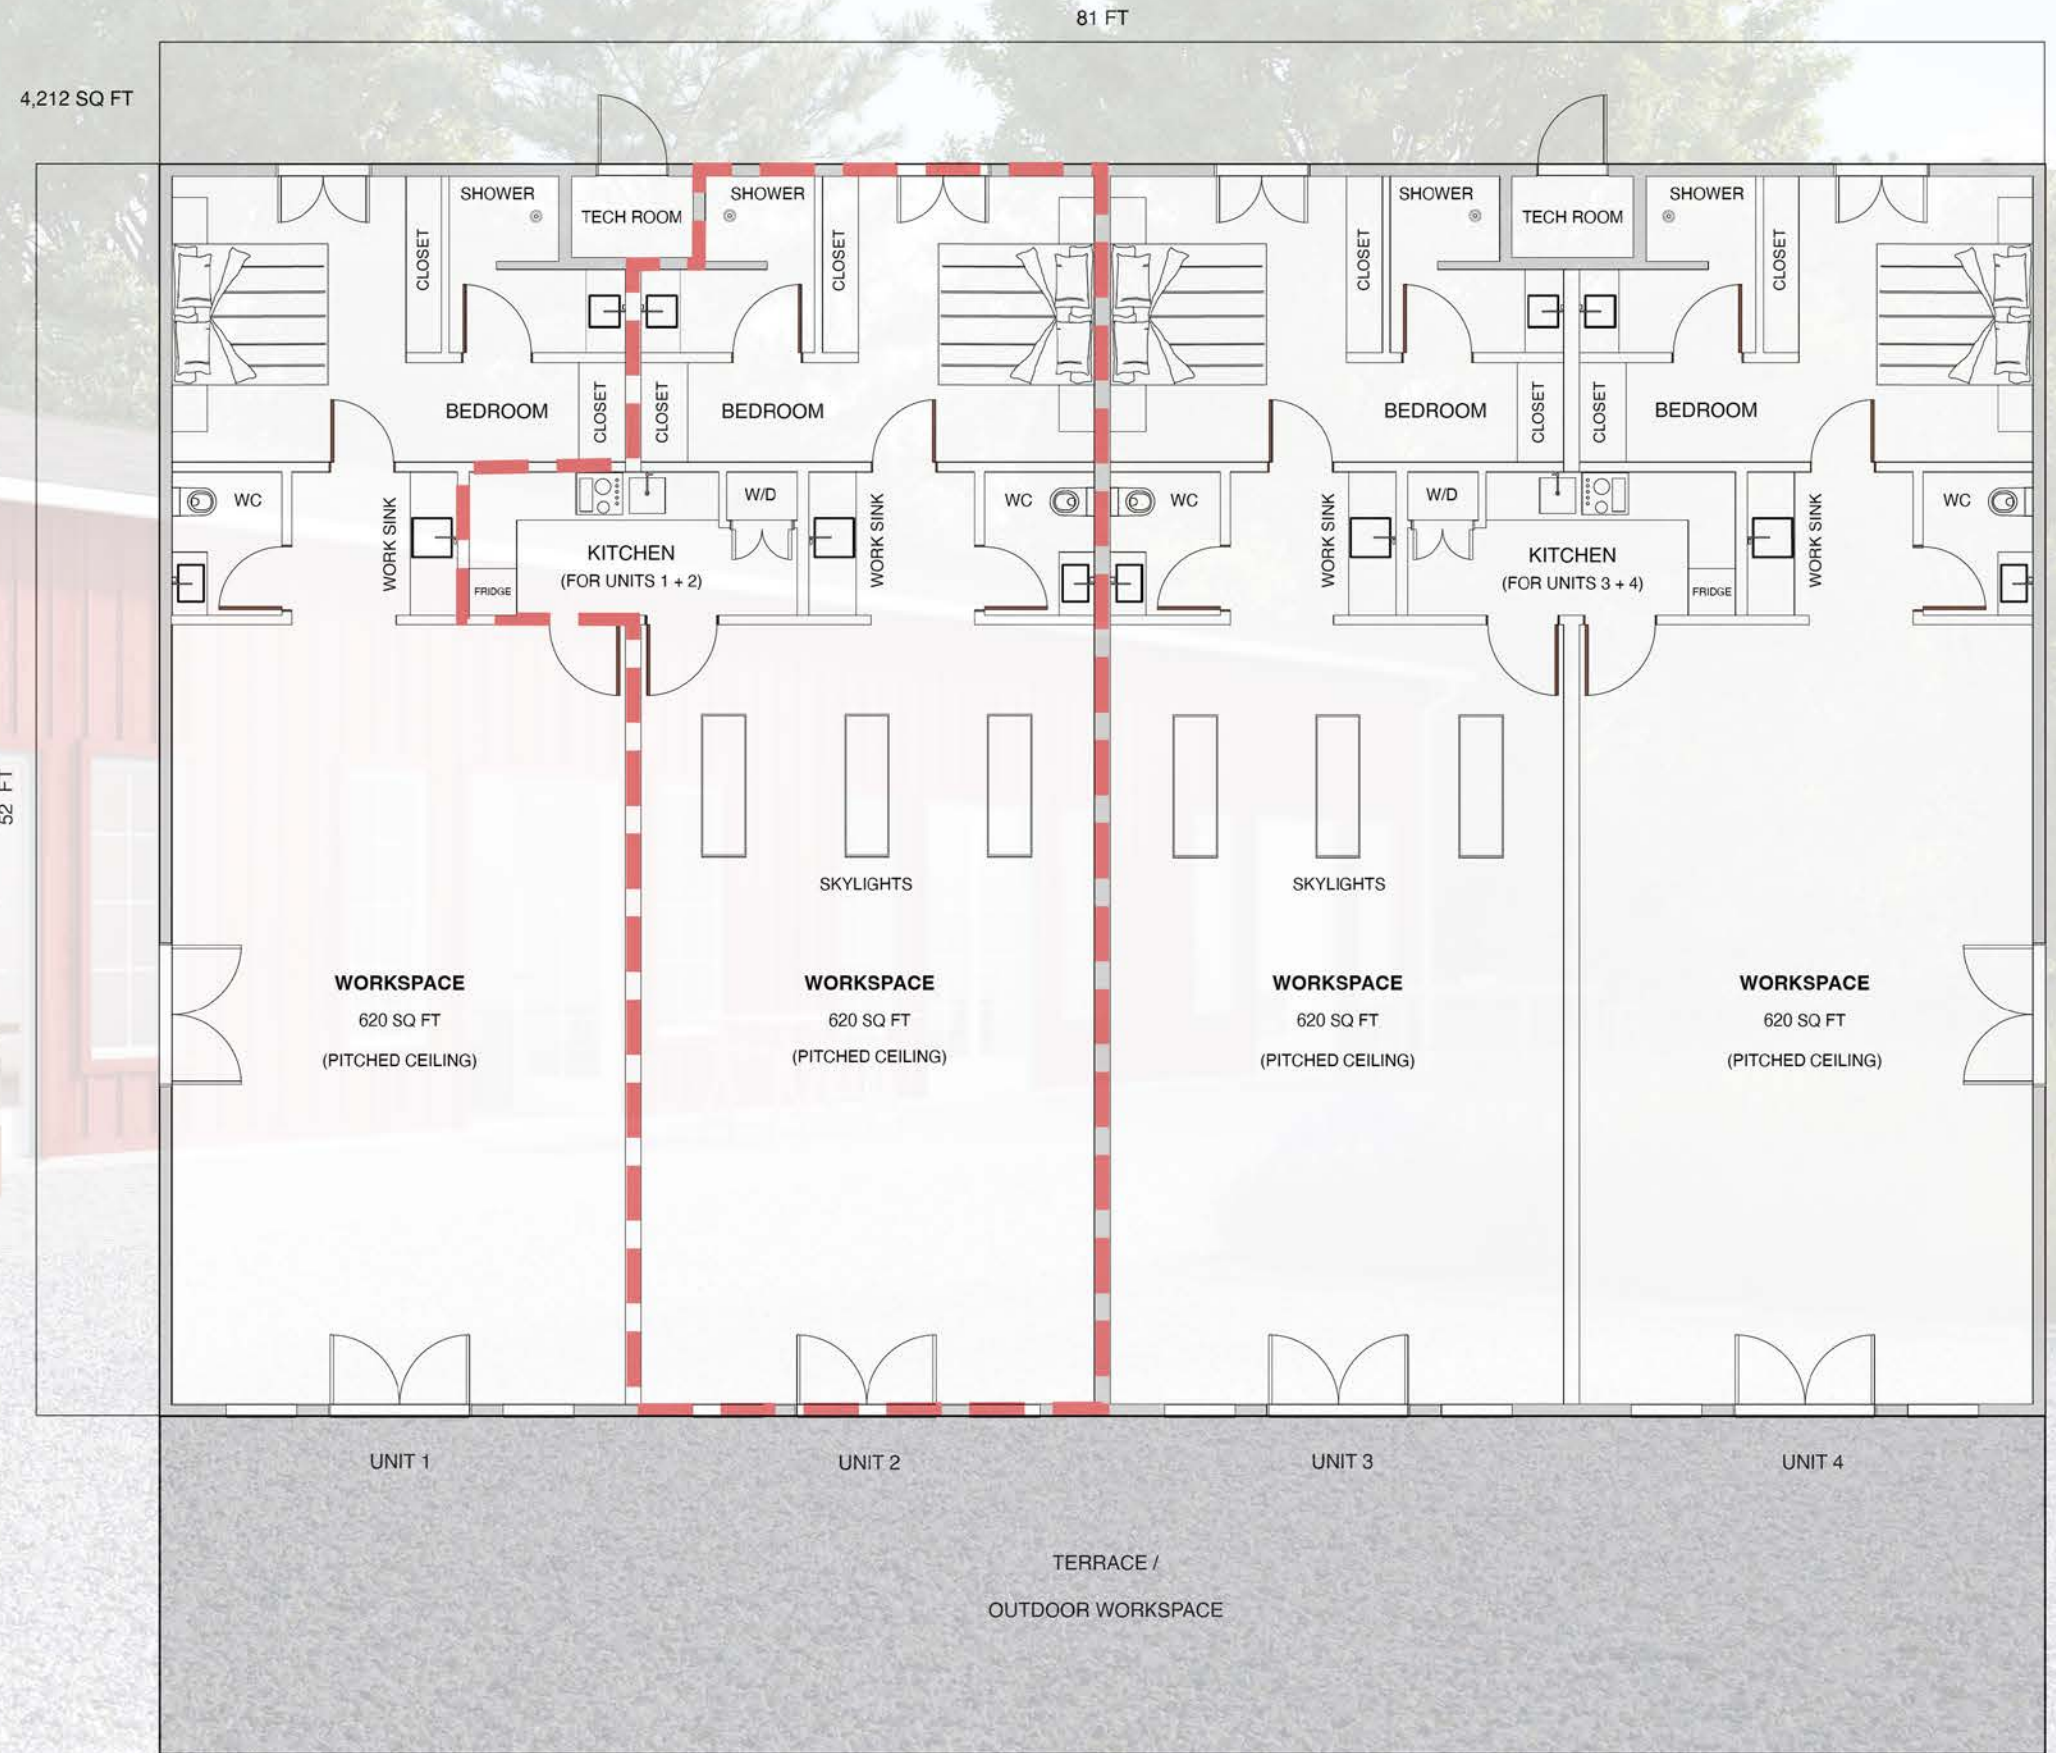 81 FT
4,212 SQ FT
52 FT
SHOWER
TECH ROOM
SHOWER
SHOWER
TECH ROOM
SHOWER
CLOSET
CLOSET
CLOSET
CLOSET
BEDROOM
CLOSET
CLOSET
BEDROOM
BEDROOM
CLOSET
CLOSET
BEDROOM
WC
WORK SINK
W/D
WORK SINK
WC
WC
WORK SINK
W/D
WORK SINK
WC
KITCHEN
(FOR UNITS 1 + 2)
FRIDGE
KITCHEN
(FOR UNITS 3 + 4)
FRIDGE
SKYLIGHTS
SKYLIGHTS
WORKSPACE
620 SQ FT
(PITCHED CEILING)
WORKSPACE
620 SQ FT
(PITCHED CEILING)
WORKSPACE
620 SQ FT
(PITCHED CEILING)
WORKSPACE
620 SQ FT
(PITCHED CEILING)
UNIT 1
UNIT 2
UNIT 3
UNIT 4
TERRACE /
OUTDOOR WORKSPACE